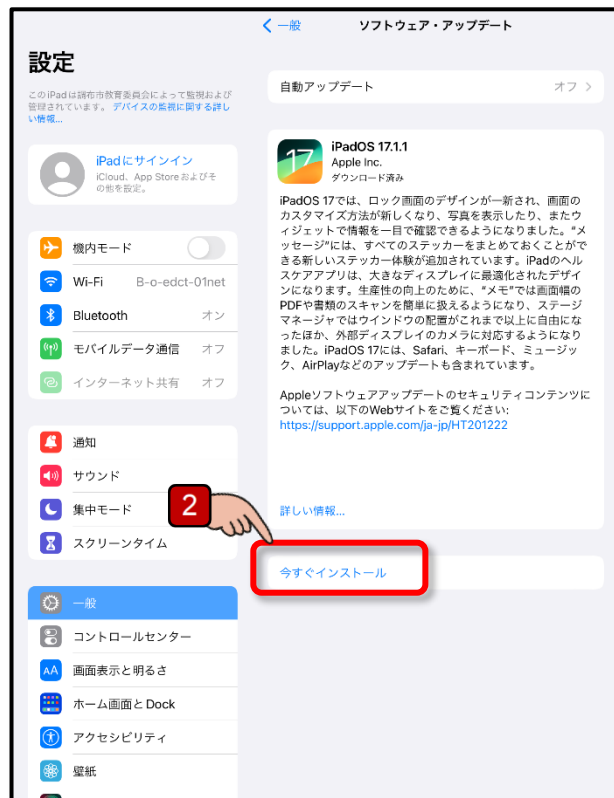 設定
このiPadは調布市教育委員会によって監視および
管理されています。デバイスの監視に関する詳し
い情報...
iPadにサインイン
iCloud、App Storeおよびそ
の他を設定。
機内モード
Wi-Fi B-o-edct-01net
Bluetooth オン
モバイルデータ通信 オフ
インターネット共有 オフ
通知
サウンド
集中モード
スクリーンタイム
一般
コントロールセンター
AA 画面表示と明るさ
ホーム画面とDock
アクセシビリティ
壁紙
一般 ソフトウェア・アップデート
自動アップデート オフ
17
iPadOS 17.1.1
Apple Inc.
ダウンロード済み
iPadOS 17では、ロック画面のデザインが一新され、画面の
カスタマイズ方法が新しくなり、写真を表示したり、またウ
ィジェットで情報を一目で確認できるようになりました。“メ
ッセージ”には、すべてのステッカーをまとめておくことがで
きる新しいステッカー体験が追加されています。iPadのヘル
スケアアプリは、大きなディスプレイに最適化されたデザイ
ンになります。生産性の向上のために、“メモ”では画面幅の
PDFや書類のスキャンを簡単に扱えるようになり、ステージ
マネージャではウインドウの配置がこれまで以上に自由にな
ったほか、外部ディスプレイのカメラに対応するようになり
ました。iPadOS 17には、Safari、キーボード、ミュージッ
ク、AirPlayなどのアップデートも含まれています。
Appleソフトウェアアップデートのセキュリティコンテンツに
ついては、以下のWebサイトをご覧ください:
https://support.apple.com/ja-jp/HT201222
詳しい情報...
2
今すぐインストール